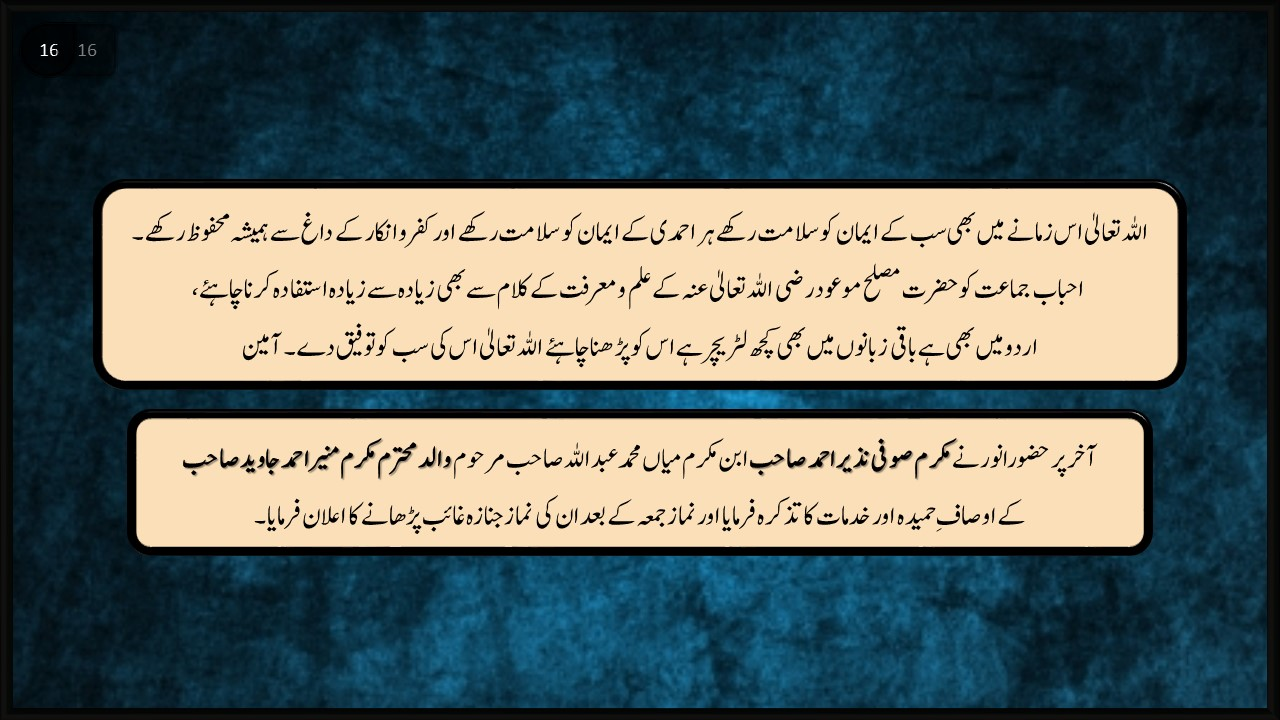 16 16
اللہ تعالیٰ اس زمانے میں بھی سب کے ایمان کو سلامت رکھے ہر احمدی کے ایمان کو سلامت رکھے اور کفر و انکار کے داغ سے ہمیشہ محفوظ رکھے۔
احباب جماعت کو حضرت مصلح موعود رضی اللہ تعالیٰ عنہ کے علم و معرفت کے کلام سے بھی زیادہ سے زیادہ استفادہ کرنا چاہئے،
اردو میں بھی ہے باقی زبانوں میں بھی کچھ لٹریچر ہے اس کو پڑھنا چاہئے اللہ تعالیٰ اس کی سب کو توفیق دے۔ آمین
آخر پر حضور انور نے مکرم صوفی نذیر احمد صاحب ابن مکرم میاں محمد عبداللہ صاحب مرحوم والد محترم مکرم منیر احمد جاوید صاحب
کے اوصافِ حمیدہ اور خدمات کا تذکرہ فرمایا اور نماز جمعہ کے بعد ان کی نماز جنازہ غائب پڑھانے کا اعلان فرمایا۔